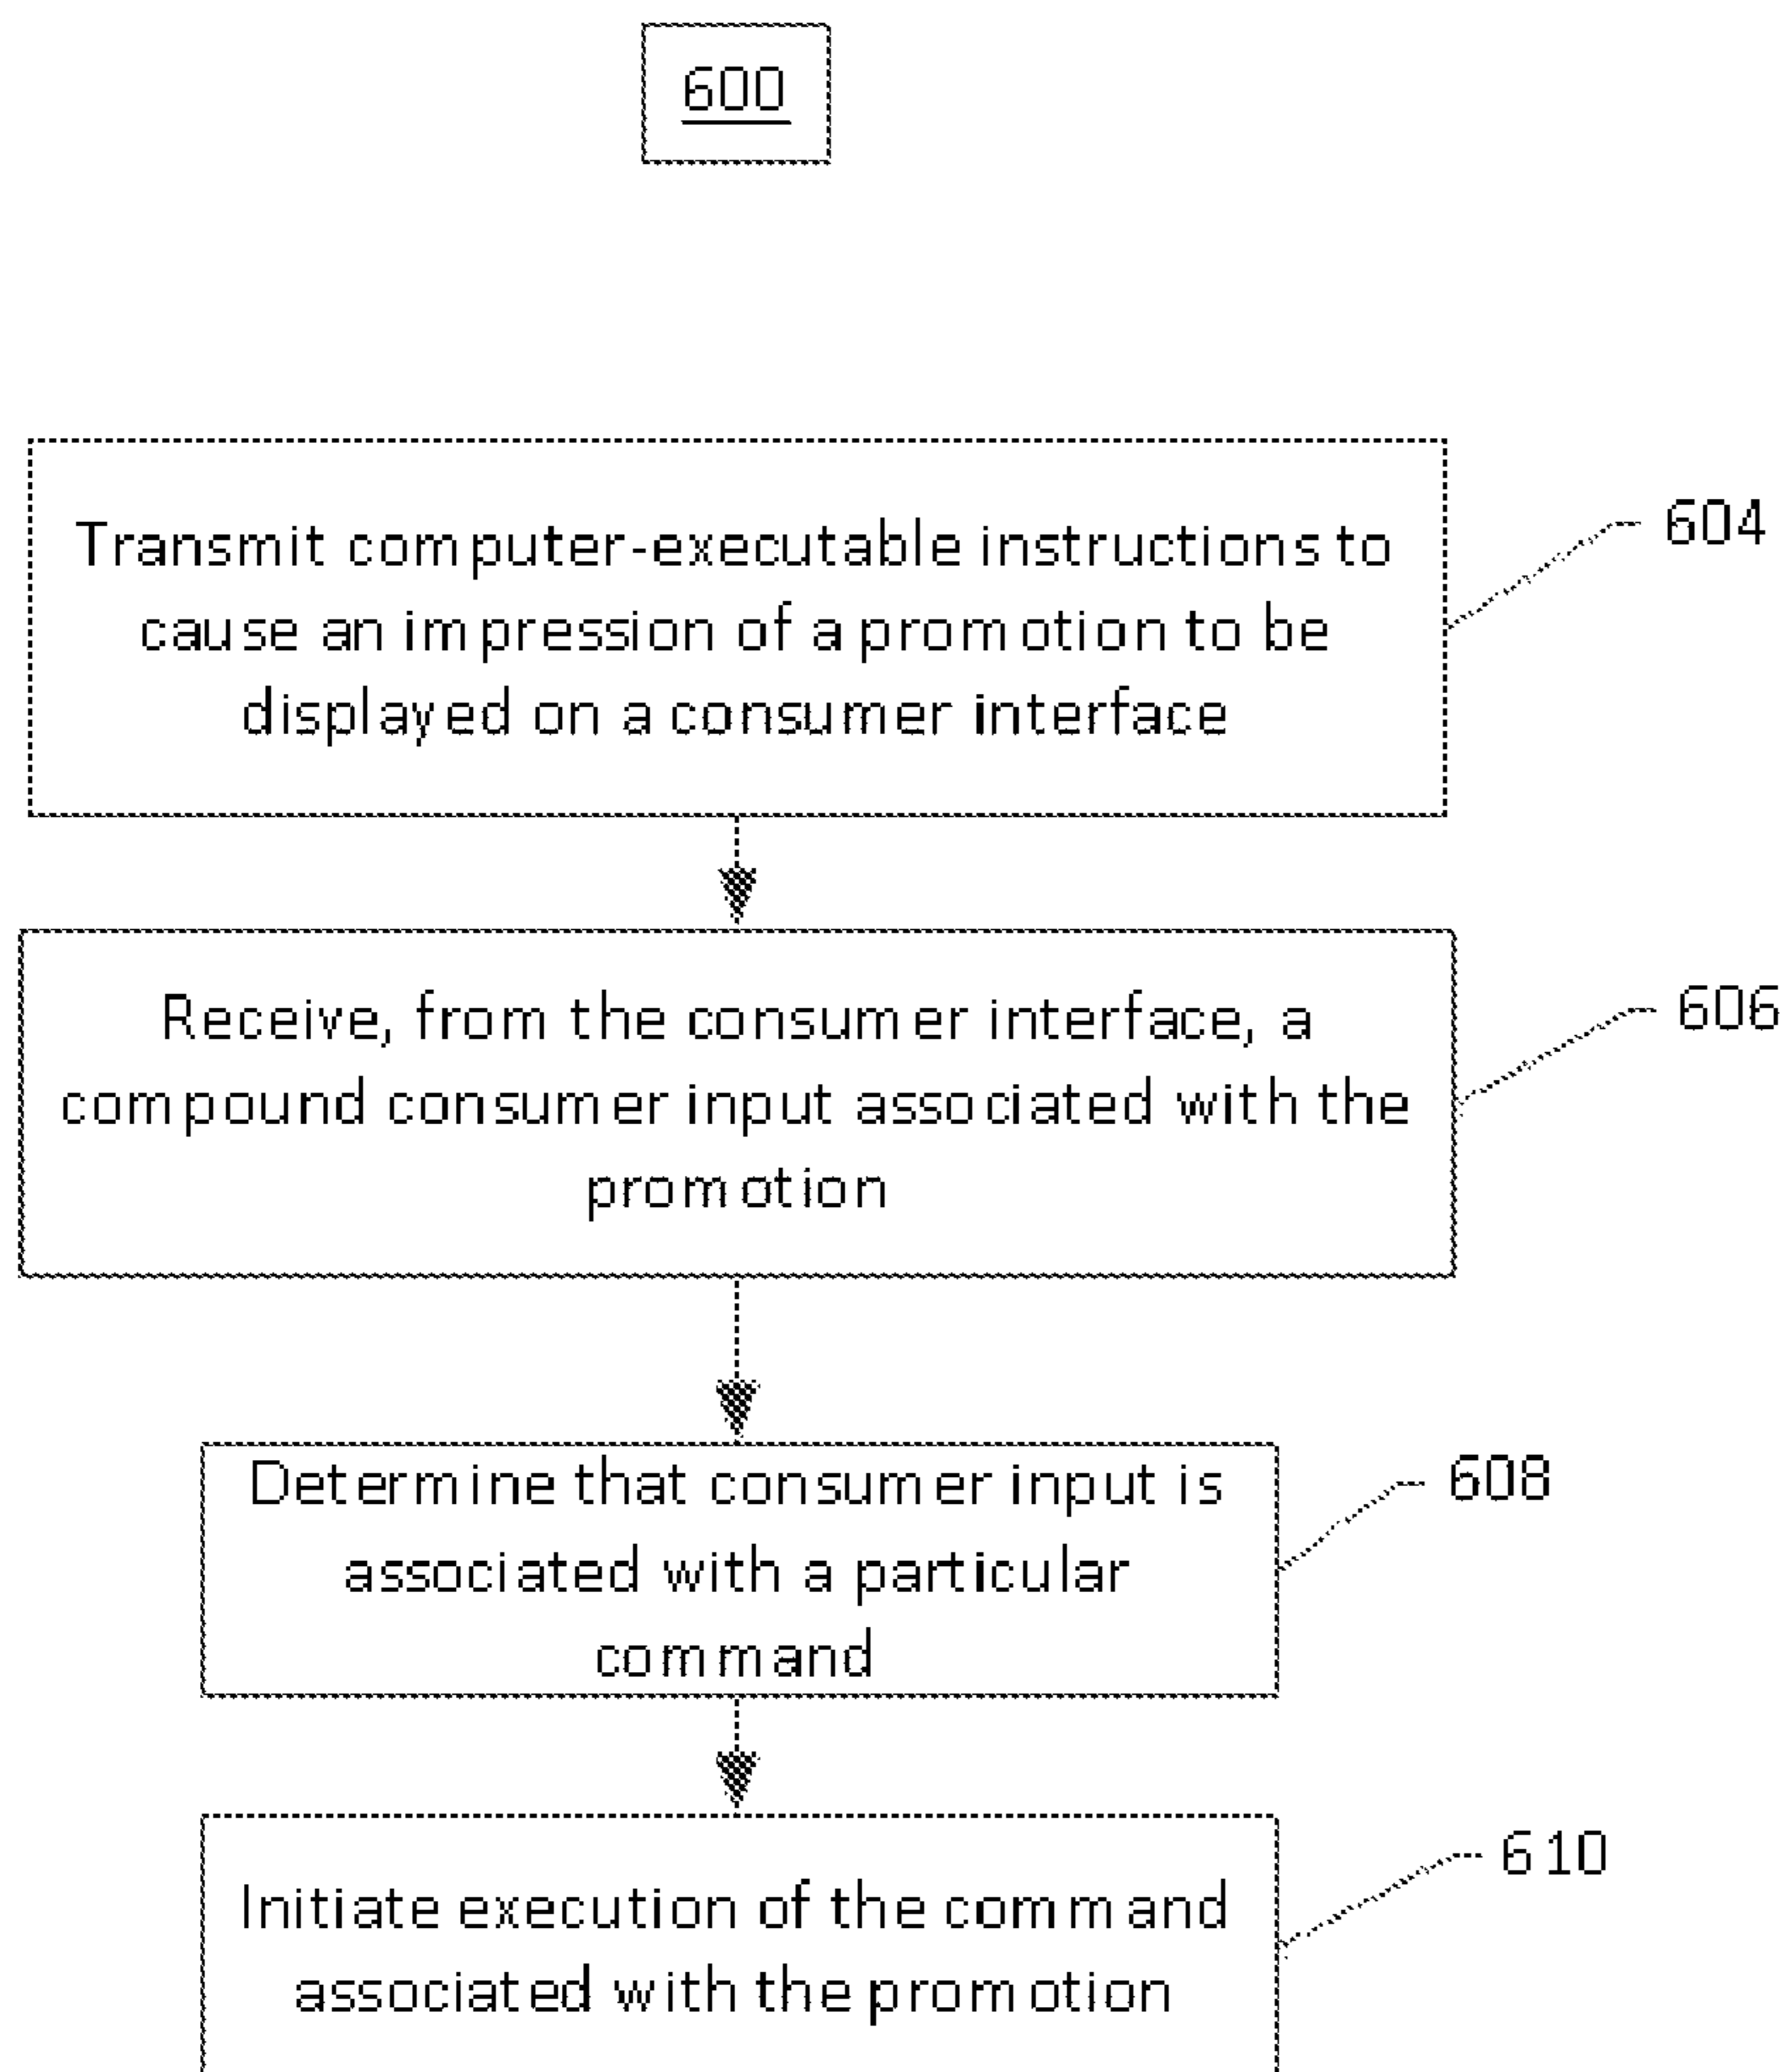 600
Transmit computer-executable instructions to
cause an impression of a promotion to be
displayed on a consumer interface
604
Receive, from the consumer interface, a
compound consumer input associated with the
promotion
606
Determine that consumer input is
associated with a particular
command
608
Initiate execution of the command
associated with the promotion
610